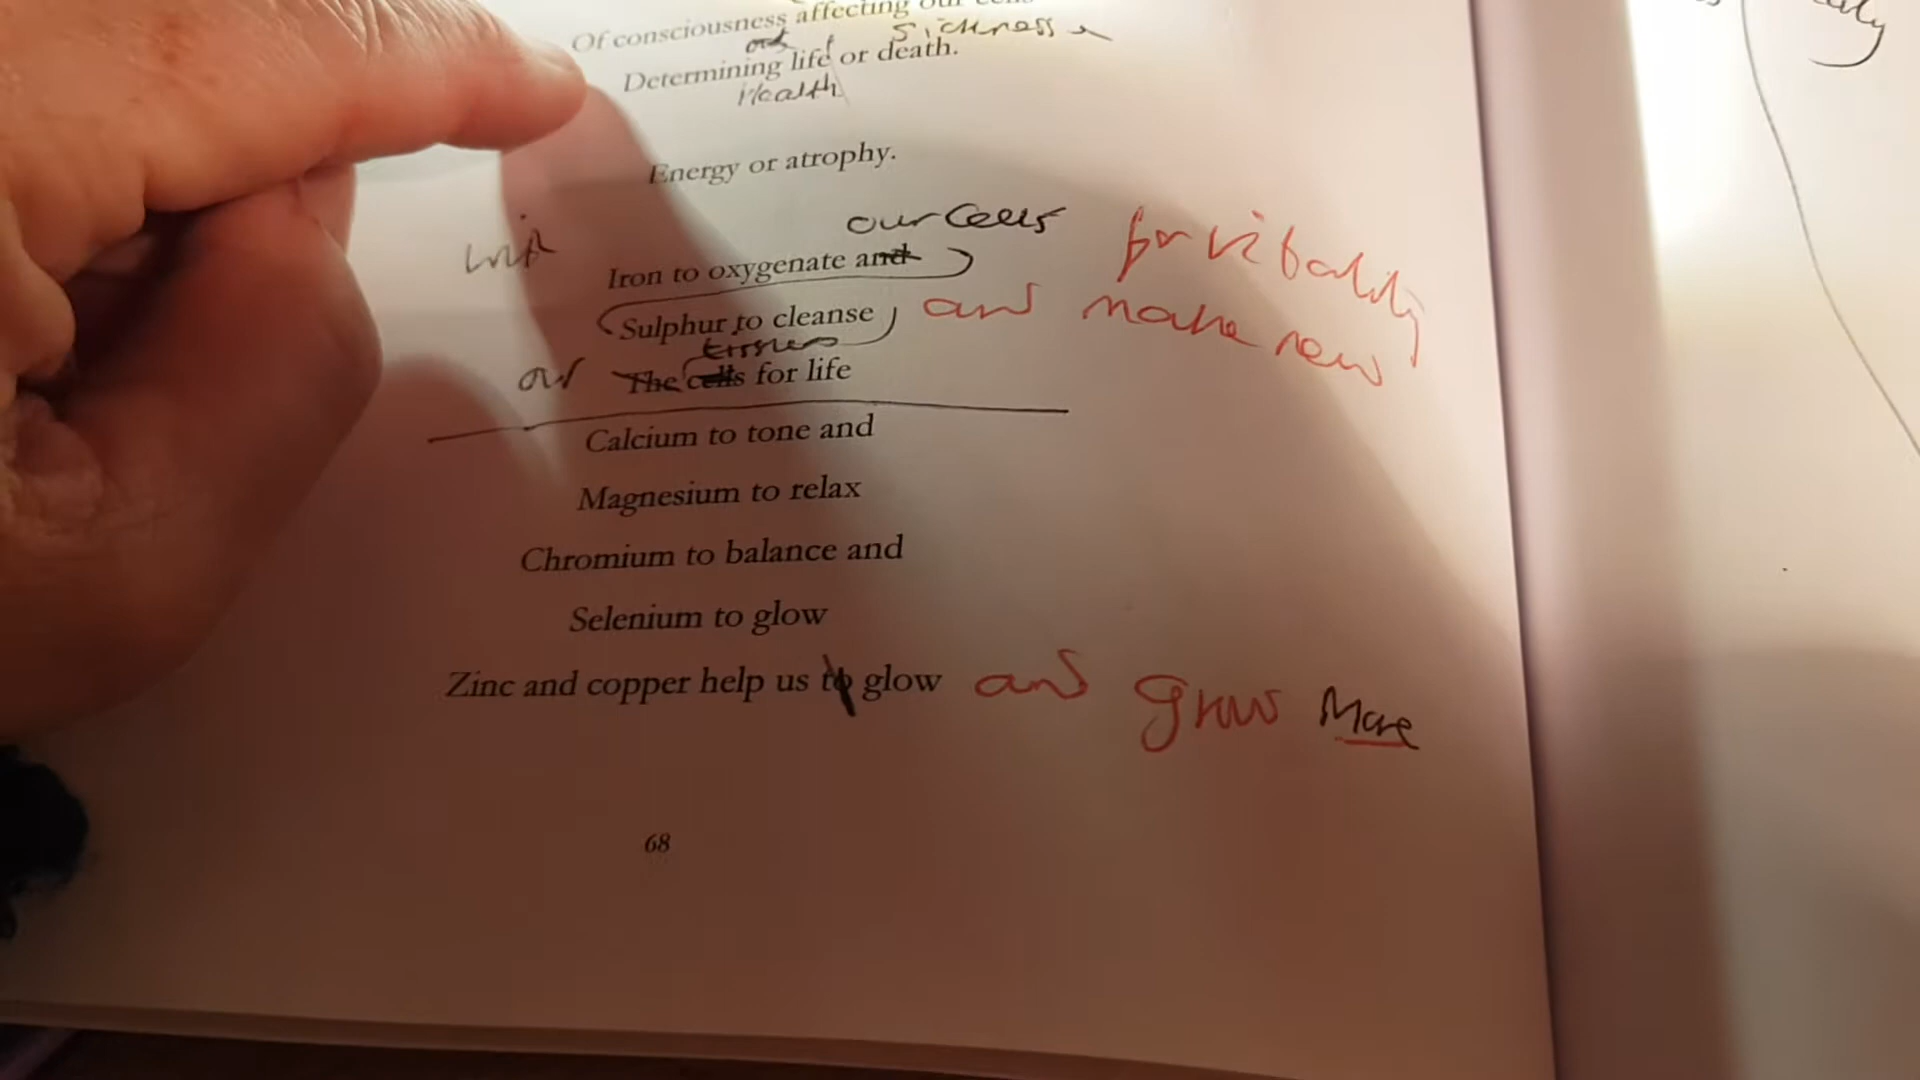 Of consciousness affecting our
and sickness
Determining life or death.
Health
Energy or atrophy.
our Cells for vitality
with
Iron to oxygenate and
Sulphur to cleanse and make new
tissues
our The cells for life
Calcium to tone and
Magnesium to relax
Chromium to balance and
Selenium to glow
Zinc and copper help us to glow and grow More
68